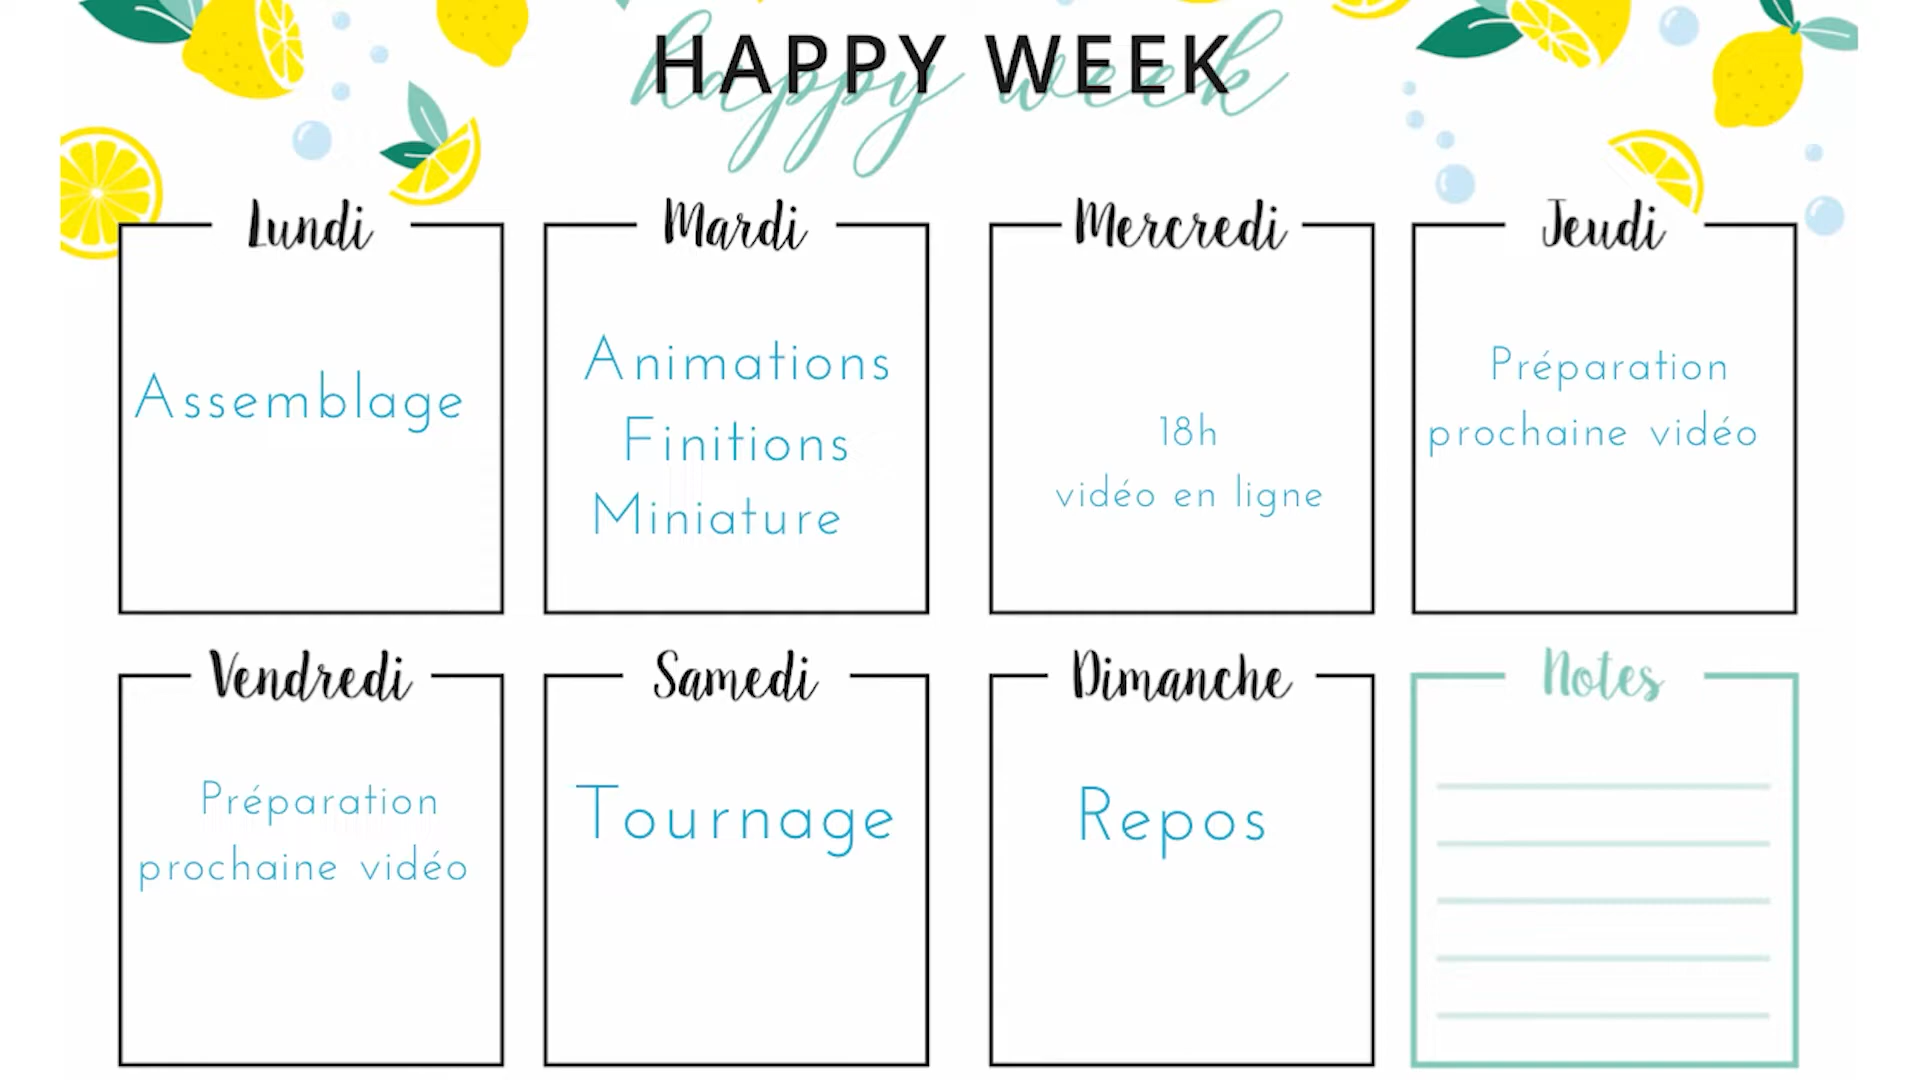 HAPPY WEEK
happy week
Lundi
Assemblage
Mardi
Animations
Finitions
Miniature
Mercredi
18h
vidéo en ligne
Jeudi
Préparation
prochaine vidéo
Vendredi
Préparation
prochaine vidéo
Samedi
Tournage
Dimanche
Repos
Notes